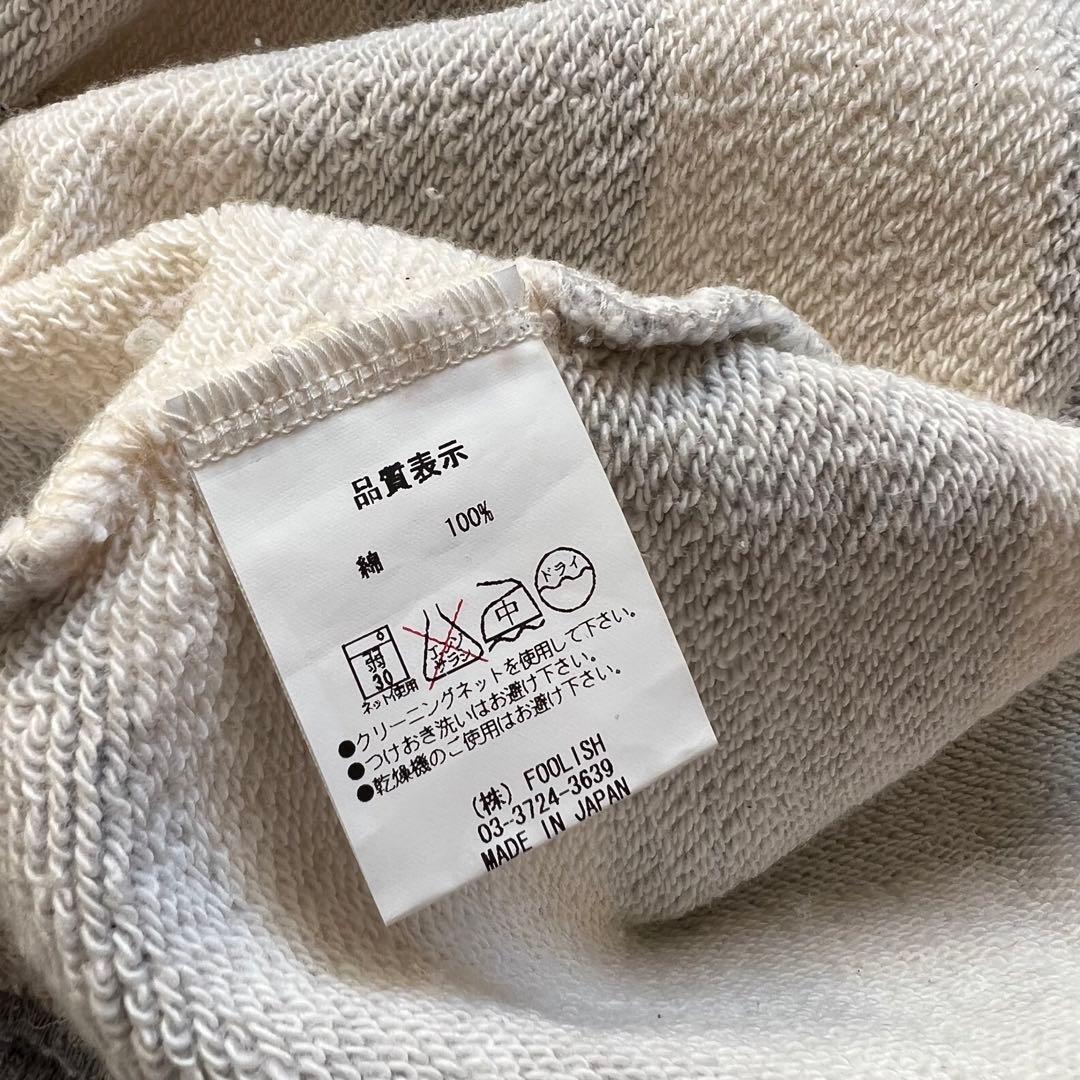 品質表示
綿 100%
弱
30
ネット使用
エンソ
サラシ
中
ドライ
●クリーニングネットを使用して下さい。
●つけおき洗いはお避け下さい。
●乾燥機のご使用はお避け下さい。
(株) FOOLISH
03-3724-3639
MADE IN JAPAN